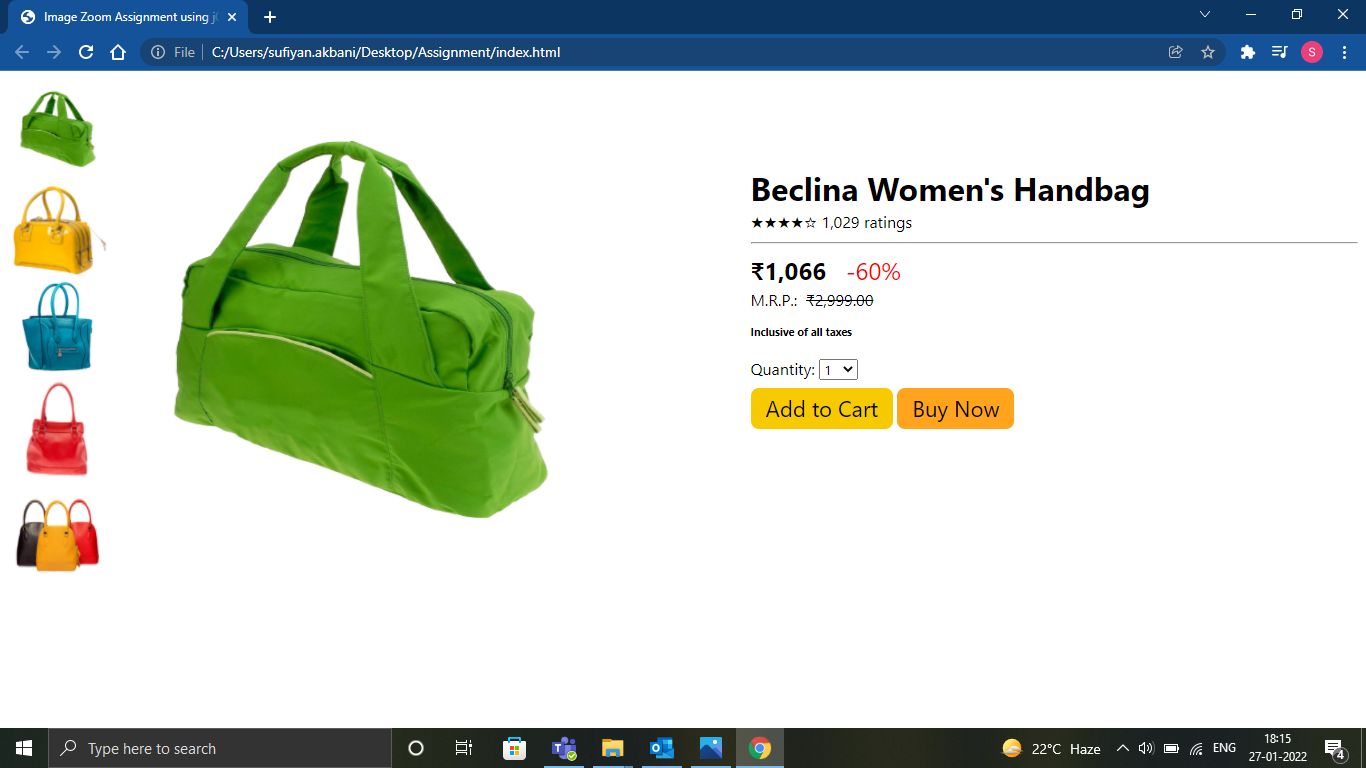 Image Zoom Assignment using j
File
C:/Users/sufiyan.akbani/Desktop/Assignment/index.html
S
Beclina Women's Handbag
★★★★☆ 1,029 ratings
₹1,066 -60%
M.R.P.: ₹2,999.00
Inclusive of all taxes
Quantity: 1
Add to Cart
Buy Now
Type here to search
22°C Haze
ENG
18:15
27-01-2022
4